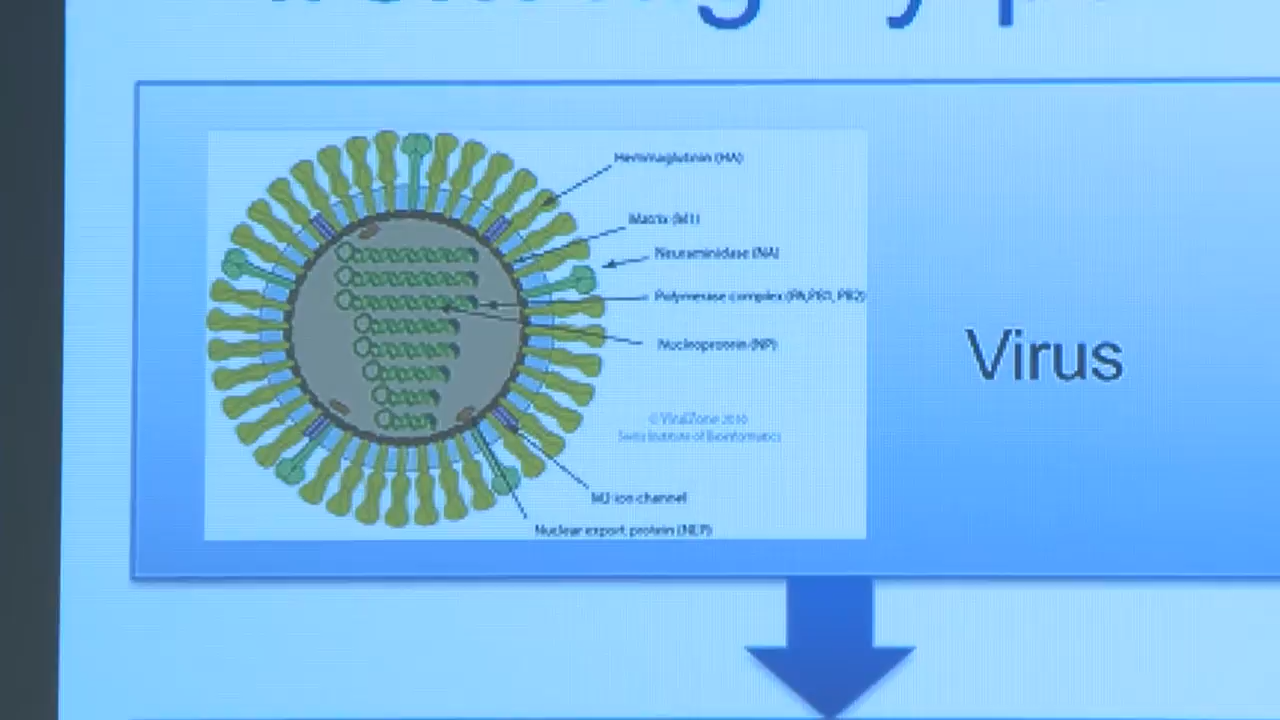 Hemmaglutinin (HA)
Matrix (M1)
Neuraminidase (NA)
Polymerase complex (PA,PB1, PB2)
Nucleoprotein (NP)
Virus
© ViralZone 2010
Swiss Institute of Bioinformatics
M2 ion channel
Nuclear export protein (NEP)